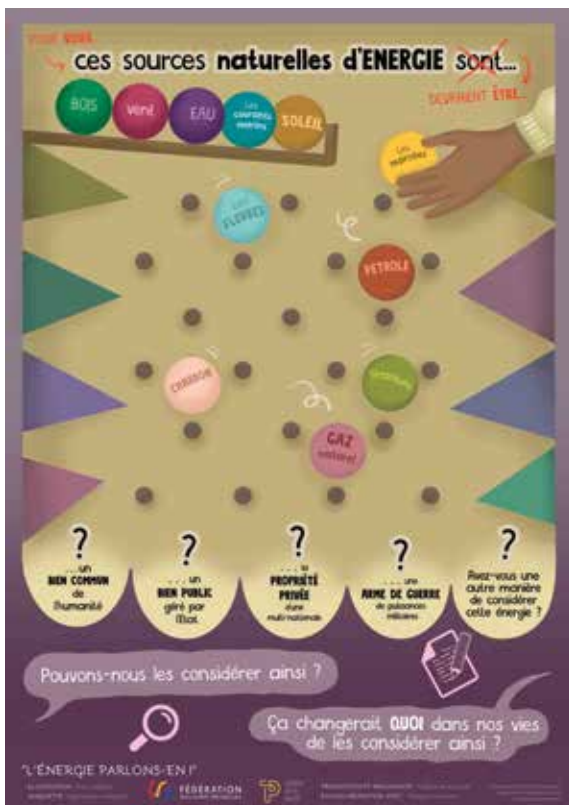 POUR VOUS
ces sources naturelles d'ENERGIE sont...
DEVRAIENT ÊTRE...
BOIS
Vent
EAU
Les courants marins
SOLEIL
Les marées
Les FLEUVES
PETROLE
CHARBON
GAZ
naturel
?
?
?
?
?
...un
BIEN COMMUN
de
l'humanité
... un
BIEN PUBLIC
géré par
l'Etat
... la
PROPRIÉTÉ
PRIVÉE
d'une
multinationale
... une
ARME DE GUERRE
de puissances
militaires
Avez-vous une
autre manière
de considérer
cette énergie ?
Pouvons-nous les considérer ainsi ?
Ça changerait QUOI dans nos vies
de les considérer ainsi ?
"L'ÉNERGIE PARLONS-EN !"
FÉDÉRATION